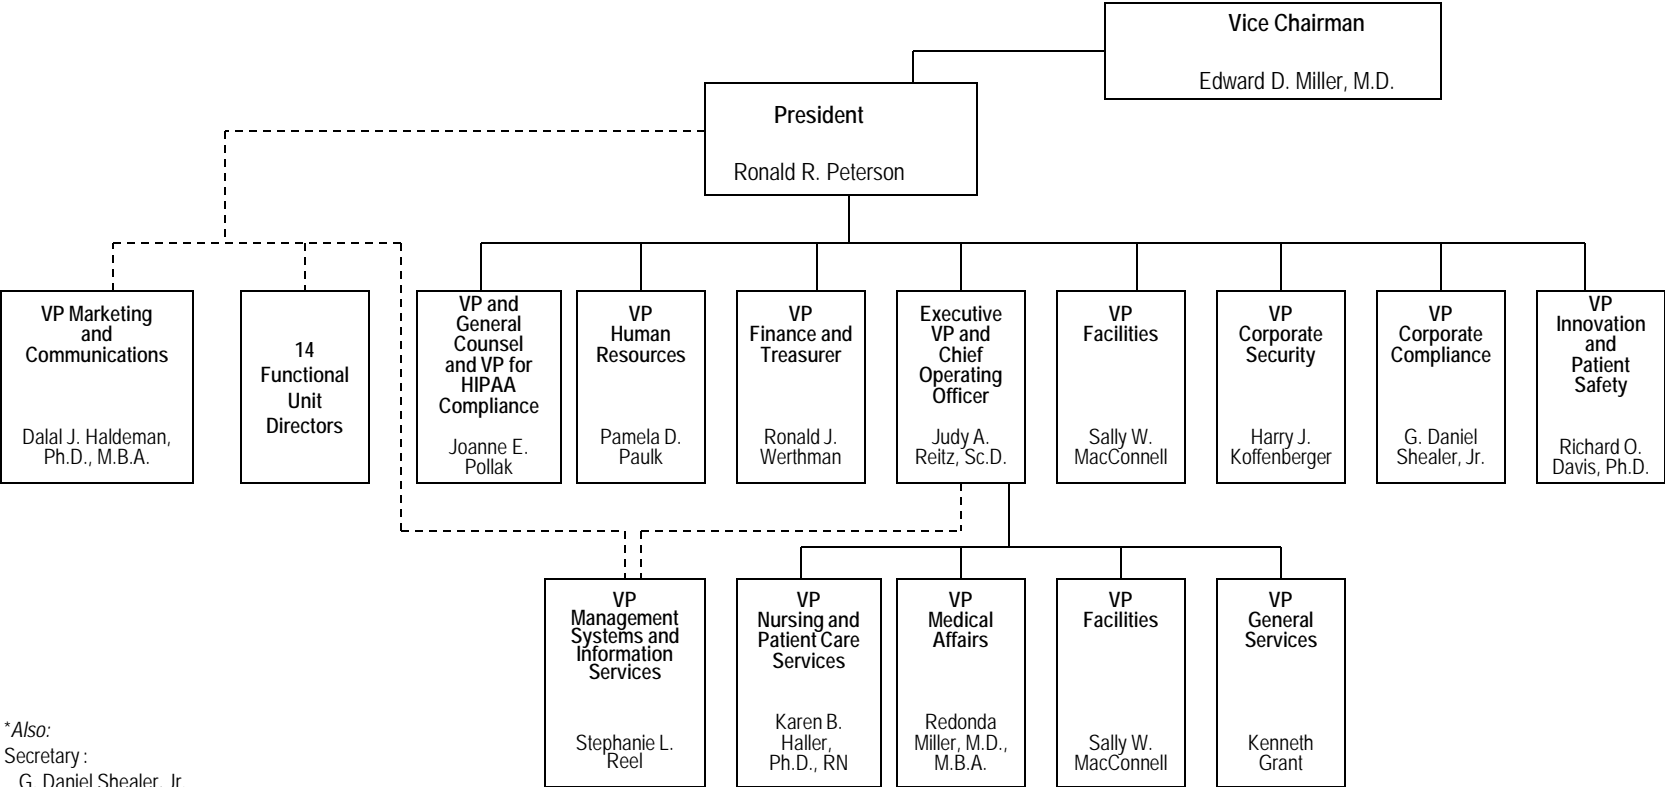 Vice Chairman
Edward D. Miller, M.D.
President
Ronald R. Peterson
VP Marketing
and
Communications
Dalal J. Haldeman,
Ph.D., M.B.A.
14
Functional
Unit
Directors
VP and
General
Counsel
and VP for
HIPAA
Compliance
Joanne E.
Pollak
VP
Human
Resources
Pamela D.
Paulk
VP
Finance and
Treasurer
Ronald J.
Werthman
Executive
VP and
Chief
Operating
Officer
Judy A.
Reitz, Sc.D.
VP
Facilities
Sally W.
MacConnell
VP
Corporate
Security
Harry J.
Koffenberger
VP
Corporate
Compliance
G. Daniel
Shealer, Jr.
VP
Innovation
and
Patient
Safety
Richard O.
Davis, Ph.D.
VP
Management
Systems and
Information
Services
Stephanie L.
Reel
VP
Nursing and
Patient Care
Services
Karen B.
Haller,
Ph.D., RN
VP
Medical
Affairs
Redonda
Miller, M.D.,
M.B.A.
VP
Facilities
Sally W.
MacConnell
VP
General
Services
Kenneth
Grant
*Also:
Secretary :
G. Daniel Shealer, Jr.